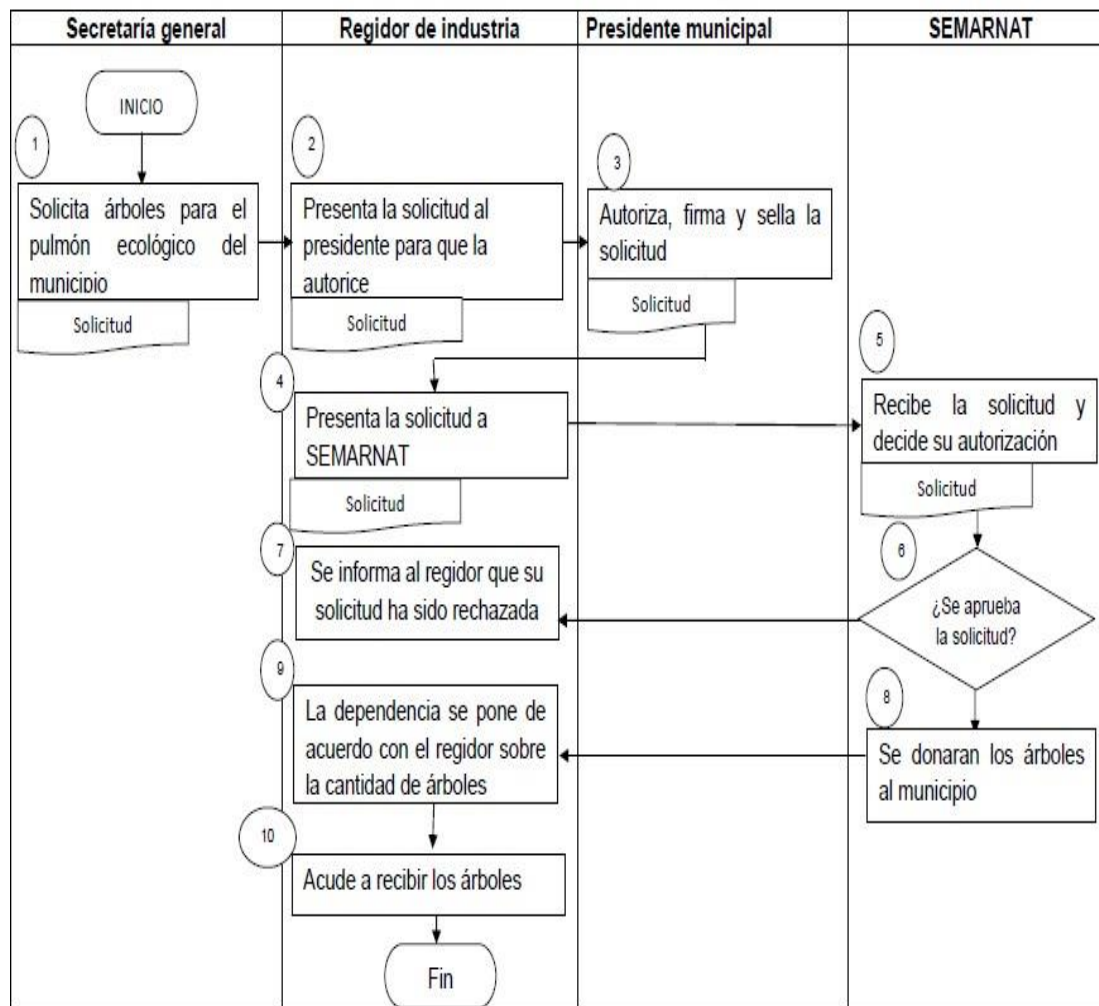 Secretaría general
Regidor de industria
Presidente municipal
SEMARNAT
INICIO
1
Solicita árboles para el
pulmón ecológico del
municipio
Solicitud
2
Presenta la solicitud al
presidente para que la
autorice
Solicitud
3
Autoriza, firma y sella la
solicitud
Solicitud
4
Presenta la solicitud a
SEMARNAT
Solicitud
5
Recibe la solicitud y
decide su autorización
Solicitud
6
¿Se aprueba
la solicitud?
7
Se informa al regidor que su
solicitud ha sido rechazada
8
Se donaran los árboles
al municipio
9
La dependencia se pone de
acuerdo con el regidor sobre
la cantidad de árboles
10
Acude a recibir los árboles
Fin